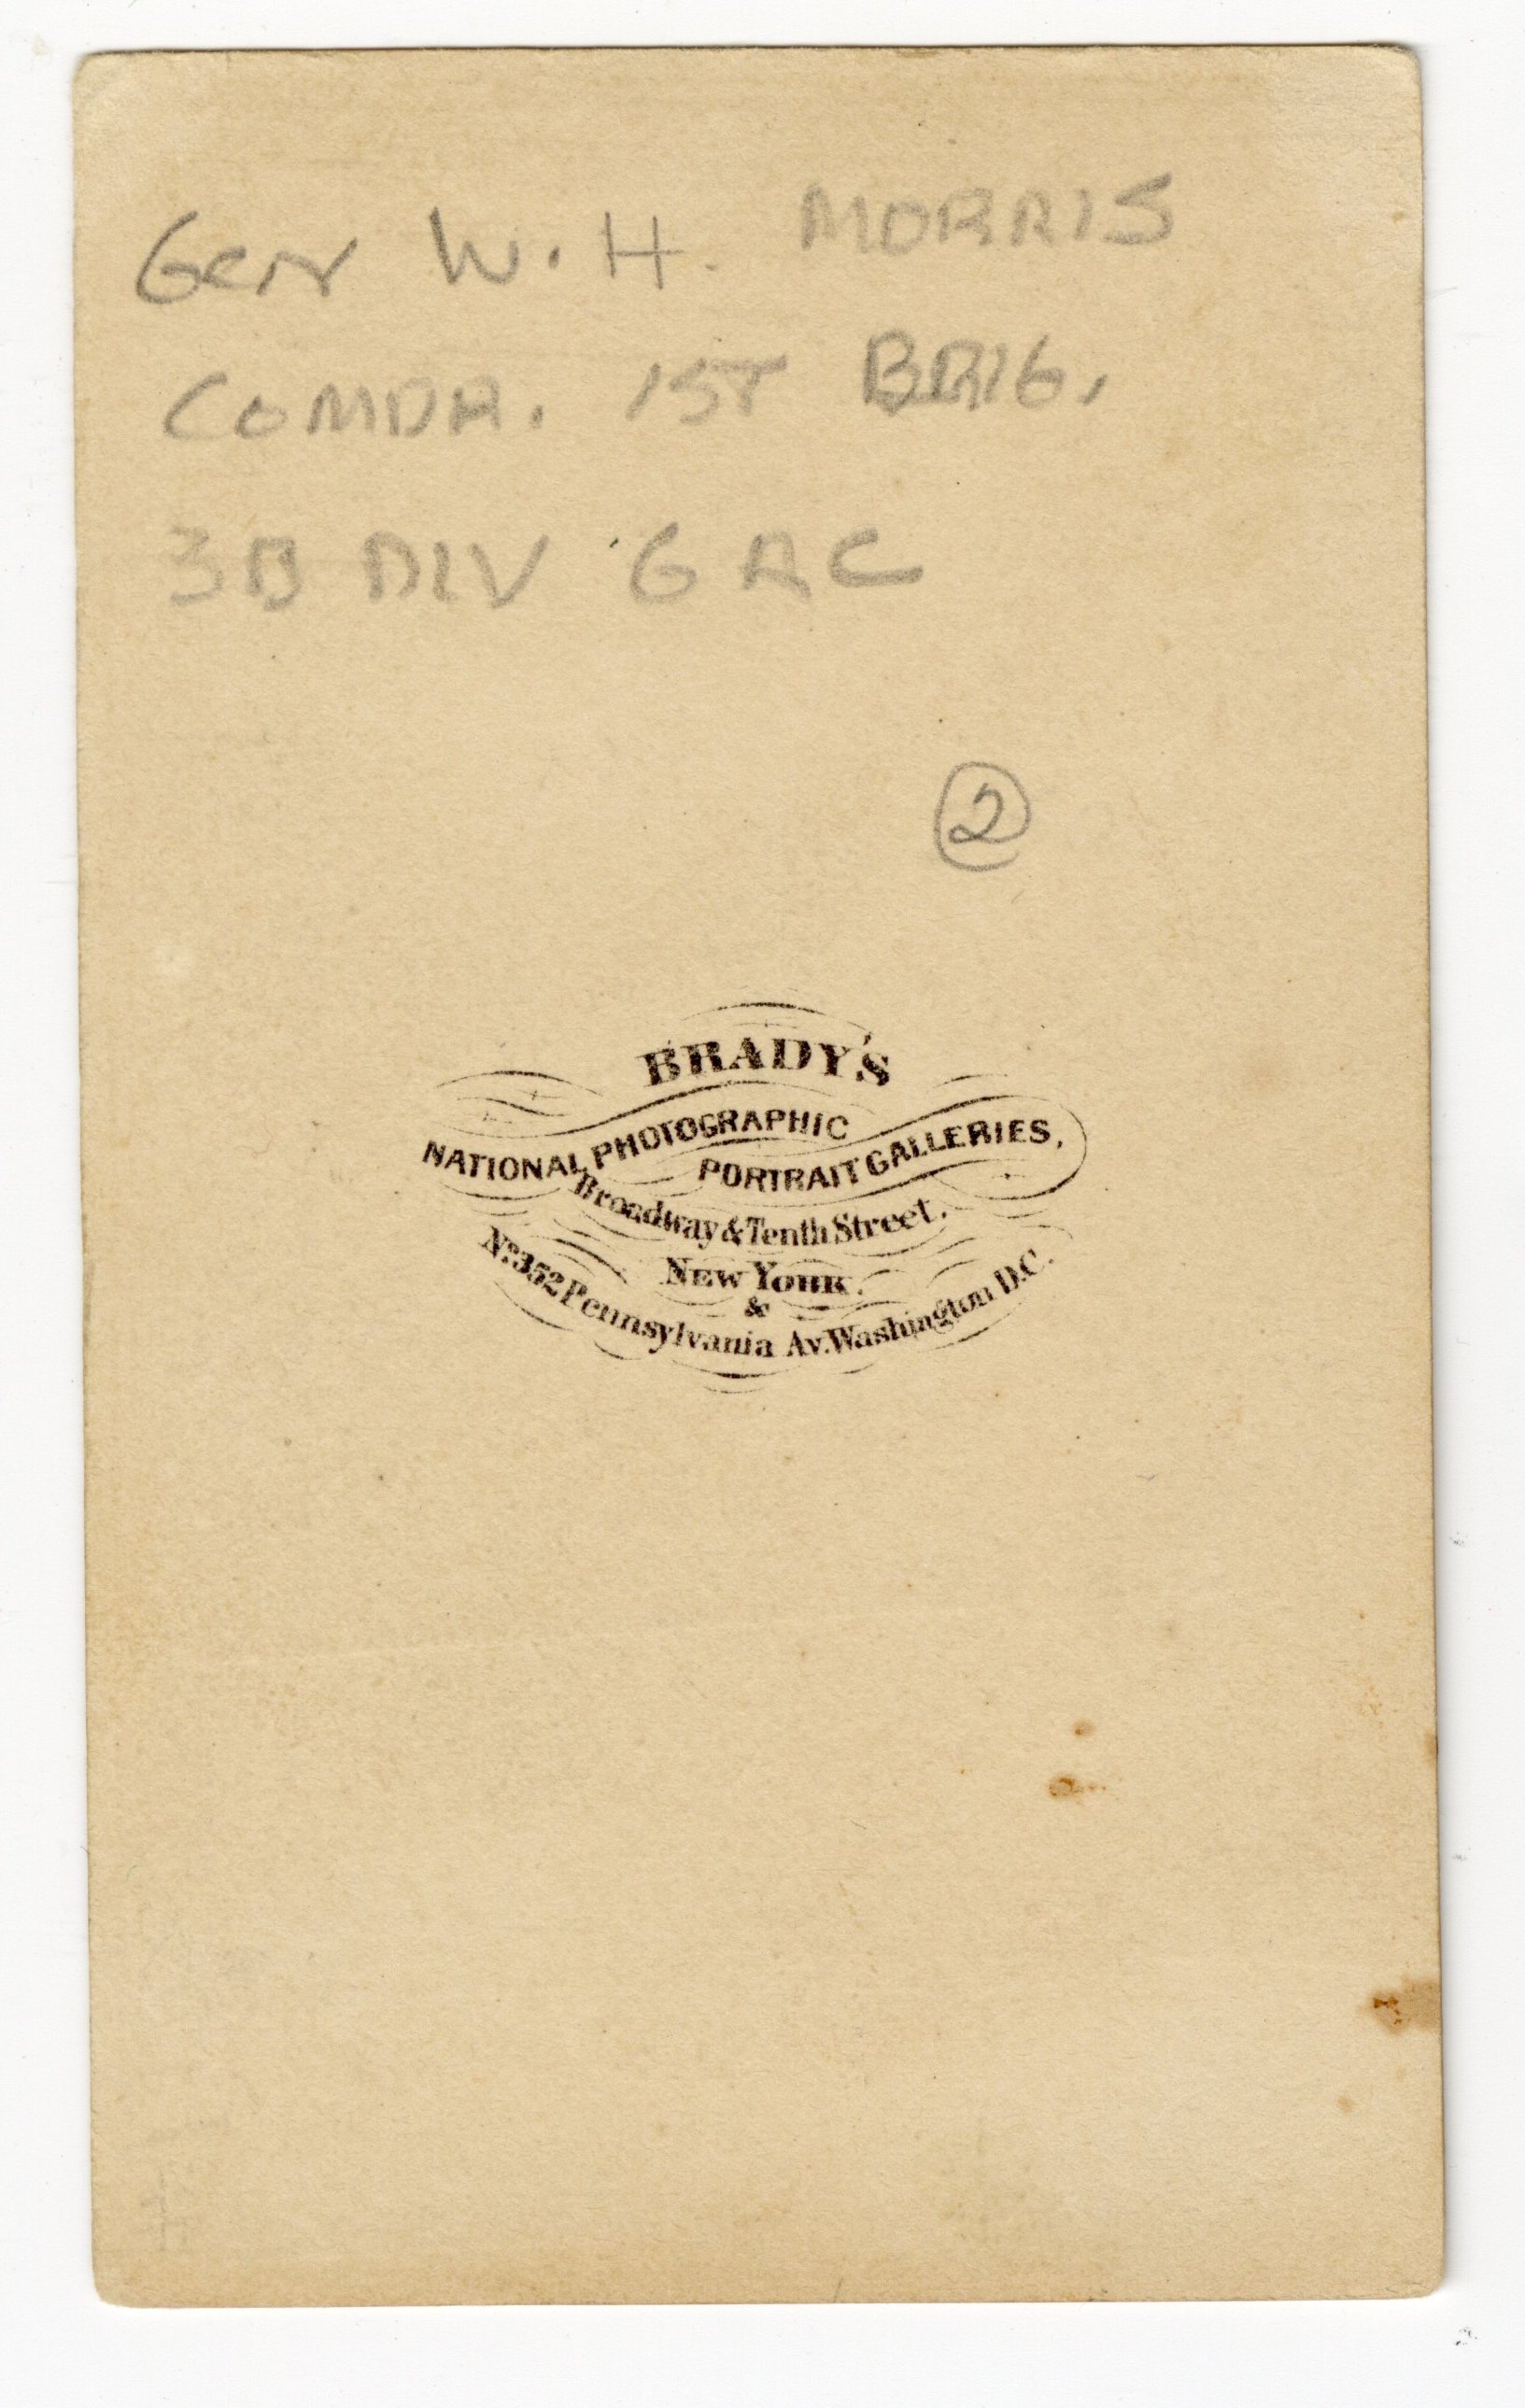 Gen W. H. MORRIS
COMDR. 1ST BRIG.
3D DIV 6 AC
2
BRADY'S
NATIONAL PHOTOGRAPHIC
PORTRAIT GALLERIES,
Broadway & Tenth Street.
NEW YORK.
&
No. 352 Pennsylvania Av. Washington D.C.